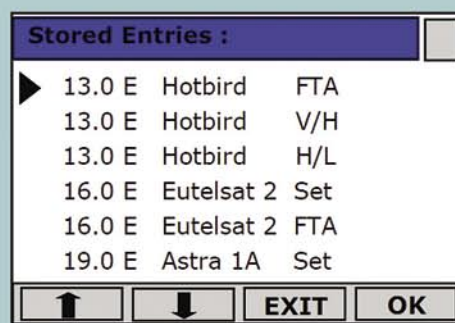 Stored Entries :
13.0 E Hotbird FTA
13.0 E Hotbird V/H
13.0 E Hotbird H/L
16.0 E Eutelsat 2 Set
16.0 E Eutelsat 2 FTA
19.0 E Astra 1A Set
EXIT OK